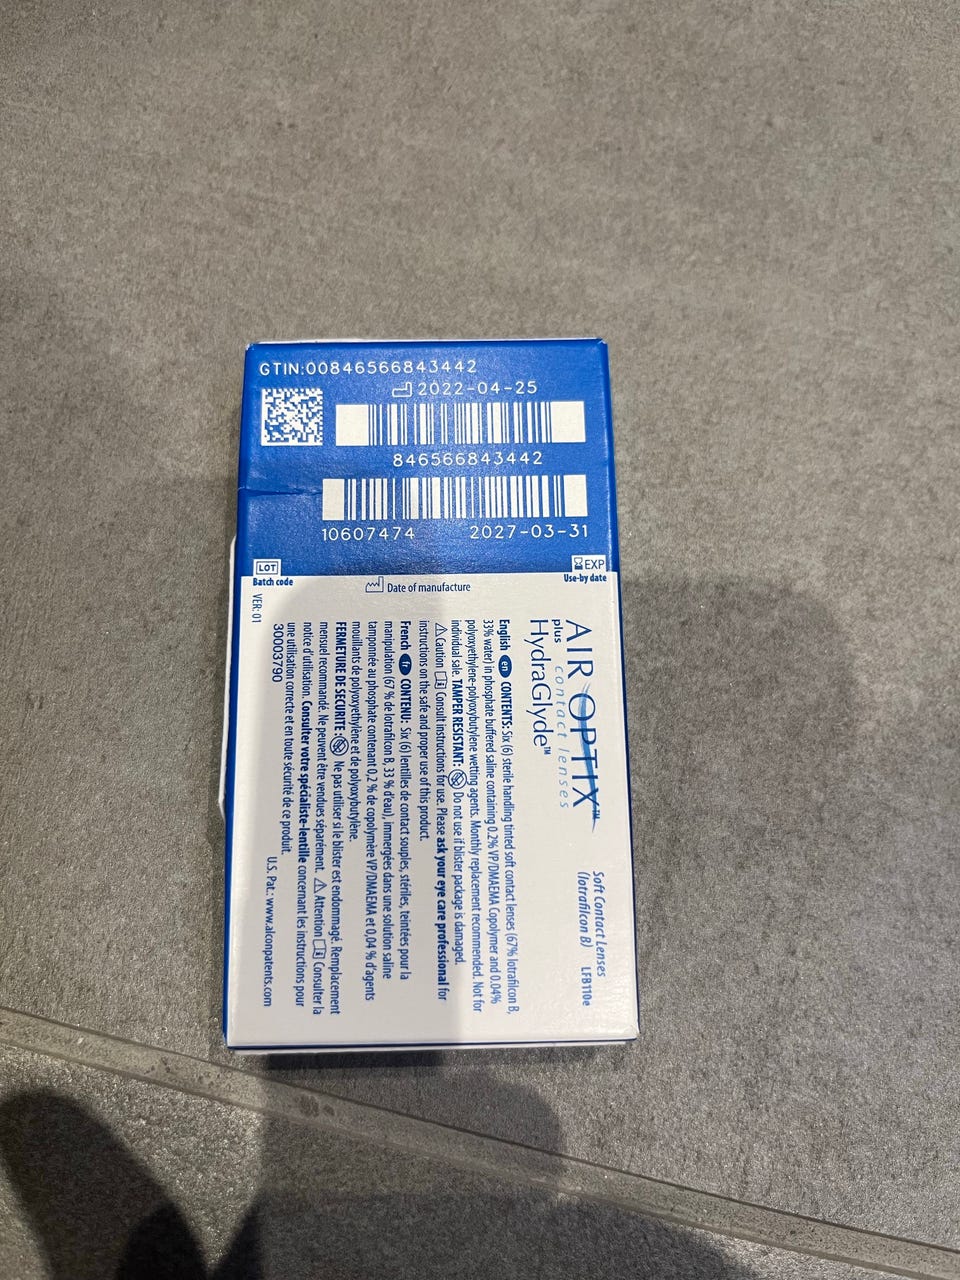 GTIN:00846566843442
2022-04-25
846566843442
10607474 2027-03-31
LOT EXP
Batch code Date of manufacture Use-by date
VER: 01
AIR OPTIX™
plus contact lenses
HydraGlyde™
Soft Contact Lenses
(lotrafilcon B) LFB110e
English en CONTENTS: Six (6) sterile handling tinted soft contact lenses (67% lotrafilcon B,
33% water) in phosphate buffered saline containing 0.2% VP/DMAEMA Copolymer and 0.04%
polyoxyethylene-polyoxybutylene wetting agents. Monthly replacement recommended. Not for
individual sale. TAMPER RESISTANT: Do not use if blister package is damaged.
Caution Consult instructions for use. Please ask your eye care professional for
instructions on the safe and proper use of this product.
French fr CONTENU: Six (6) lentilles de contact souples, stériles, teintées pour la
manipulation (67 % de lotrafilcon B, 33 % d'eau), immergées dans une solution saline
tamponnée au phosphate contenant 0,2 % de copolymère VP/DMAEMA et 0,04 % d'agents
mouillants de polyoxyethylène et de polyoxybutylène.
FERMETURE DE SECURITE : Ne pas utiliser si le blister est endommagé. Remplacement
mensuel recommandé. Ne peuvent être vendues séparément. Attention Consulter la
notice d'utilisation. Consulter votre spécialiste-lentille concernant les instructions pour
une utilisation correcte et en toute sécurité de ce produit.
30003790 U.S. Pat.: www.alconpatents.com